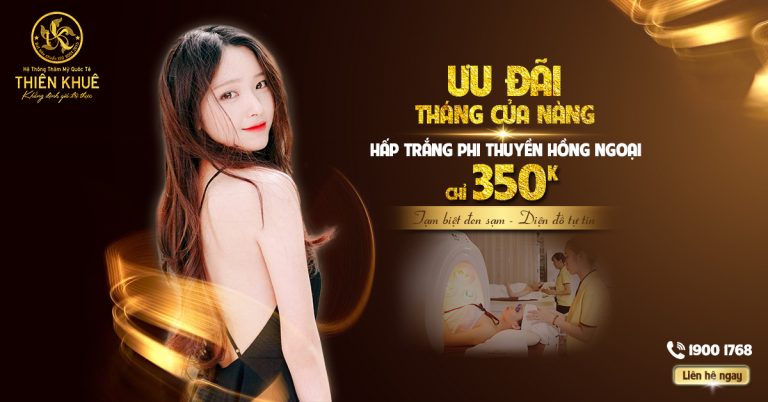 Hệ Thống Thẩm Mỹ Quốc Tế
THIÊN KHUÊ
Khẳng định giá trị thực
ƯU ĐÃI
THÁNG CỦA NÀNG
HẤP TRẮNG PHI THUYỀN HỒNG NGOẠI
CHỈ 350K
Tạm biệt đen sạm - Diện đồ tự tin
1900 1768
Liên hệ ngay